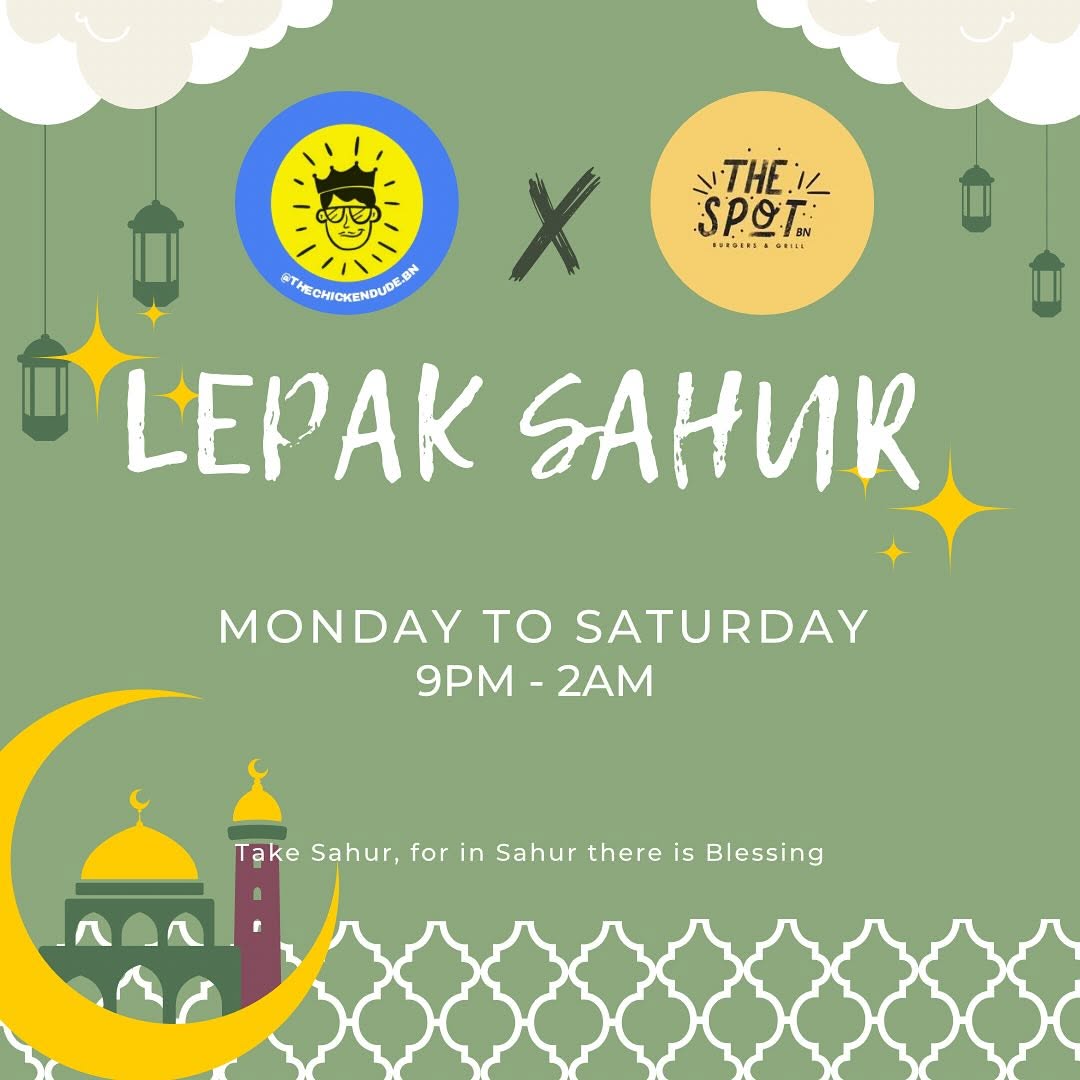 @THECHICKENDUDE.BN
X
THE
SPOT BN
BURGERS & GRILL
LEPAK SAHUR
MONDAY TO SATURDAY
9PM - 2AM
Take Sahur, for in Sahur there is Blessing